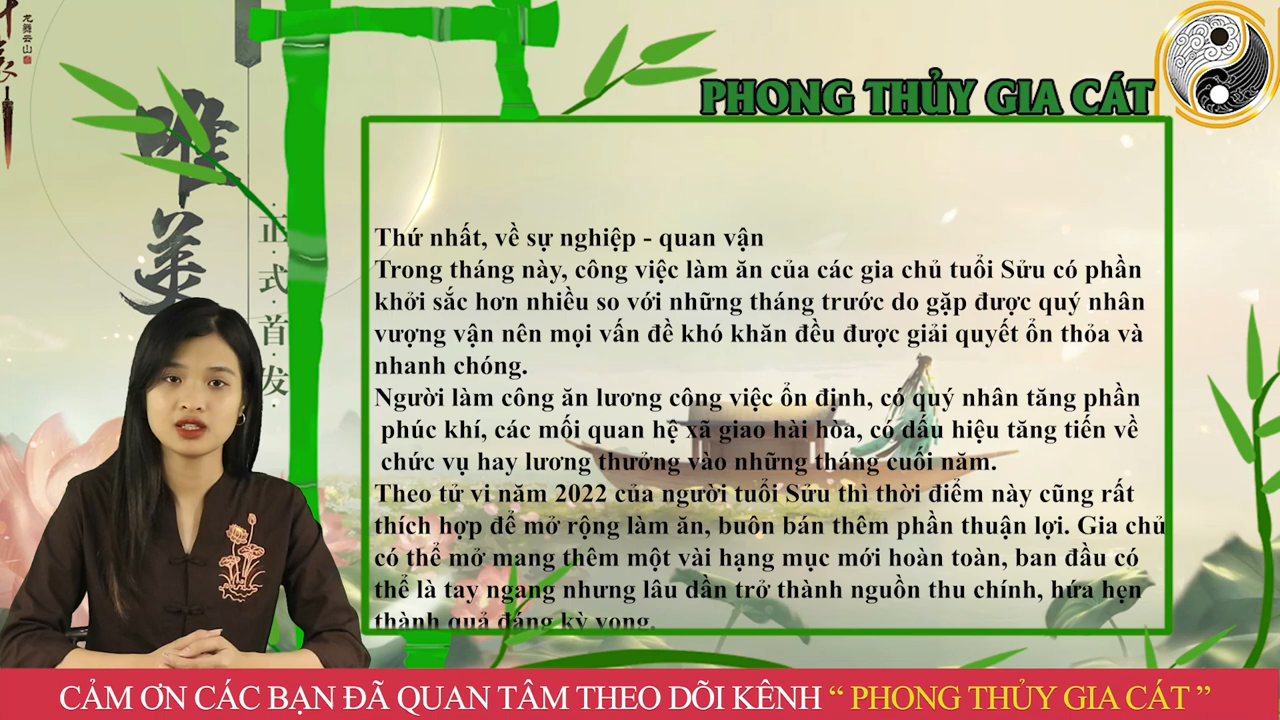 龙舞云山
唯美
正式首发
PHONG THỦY GIA CÁT
Thứ nhất, về sự nghiệp - quan vận
Trong tháng này, công việc làm ăn của các gia chủ tuổi Sửu có phần
khởi sắc hơn nhiều so với những tháng trước do gặp được quý nhân
vượng vận nên mọi vấn đề khó khăn đều được giải quyết ổn thỏa và
nhanh chóng.
Người làm công ăn lương công việc ổn định, có quý nhân tăng phần
phúc khí, các mối quan hệ xã giao hài hòa, có dấu hiệu tăng tiến về
chức vụ hay lương thưởng vào những tháng cuối năm.
Theo tử vi năm 2022 của người tuổi Sửu thì thời điểm này cũng rất
thích hợp để mở rộng làm ăn, buôn bán thêm phần thuận lợi. Gia chủ
có thể mở mang thêm một vài hạng mục mới hoàn toàn, ban đầu có
thể là tay ngang nhưng lâu dần trở thành nguồn thu chính, hứa hẹn
thành quả đáng kỳ vọng.
CẢM ƠN CÁC BẠN ĐÃ QUAN TÂM THEO DÕI KÊNH “ PHONG THỦY GIA CÁT ”